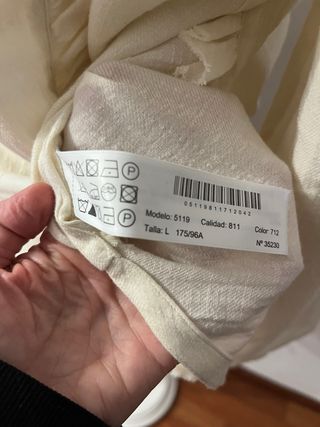 05119811712042
Modelo: 5119 Calidad: 811 Color 712
Talla: L 175/96A Nº 35230
P
P
P